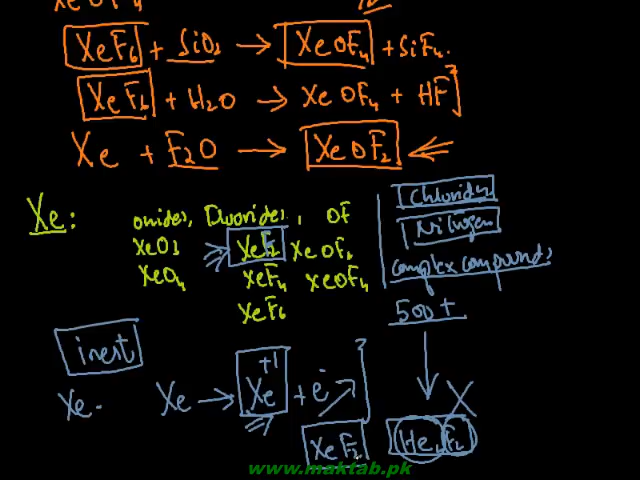 XeOF₄
XeF₆ + SiO₂ → XeOF₄ + SiF₄.
XeF₆ + H₂O → XeOF₄ + HF]
Xe + F₂O → XeOF₂
Xe: oxides, Fluorides, OF
XeO₃ XeF₂ XeOF₂
XeO₄ XeF₄ XeOF₄
XeF₆
Chlorides
Nitrogen
complex compounds
500+
inert
Xe. Xe → Xe⁺¹ + e⁻
XeF₂
He, F₂ X
www.maktab.pk